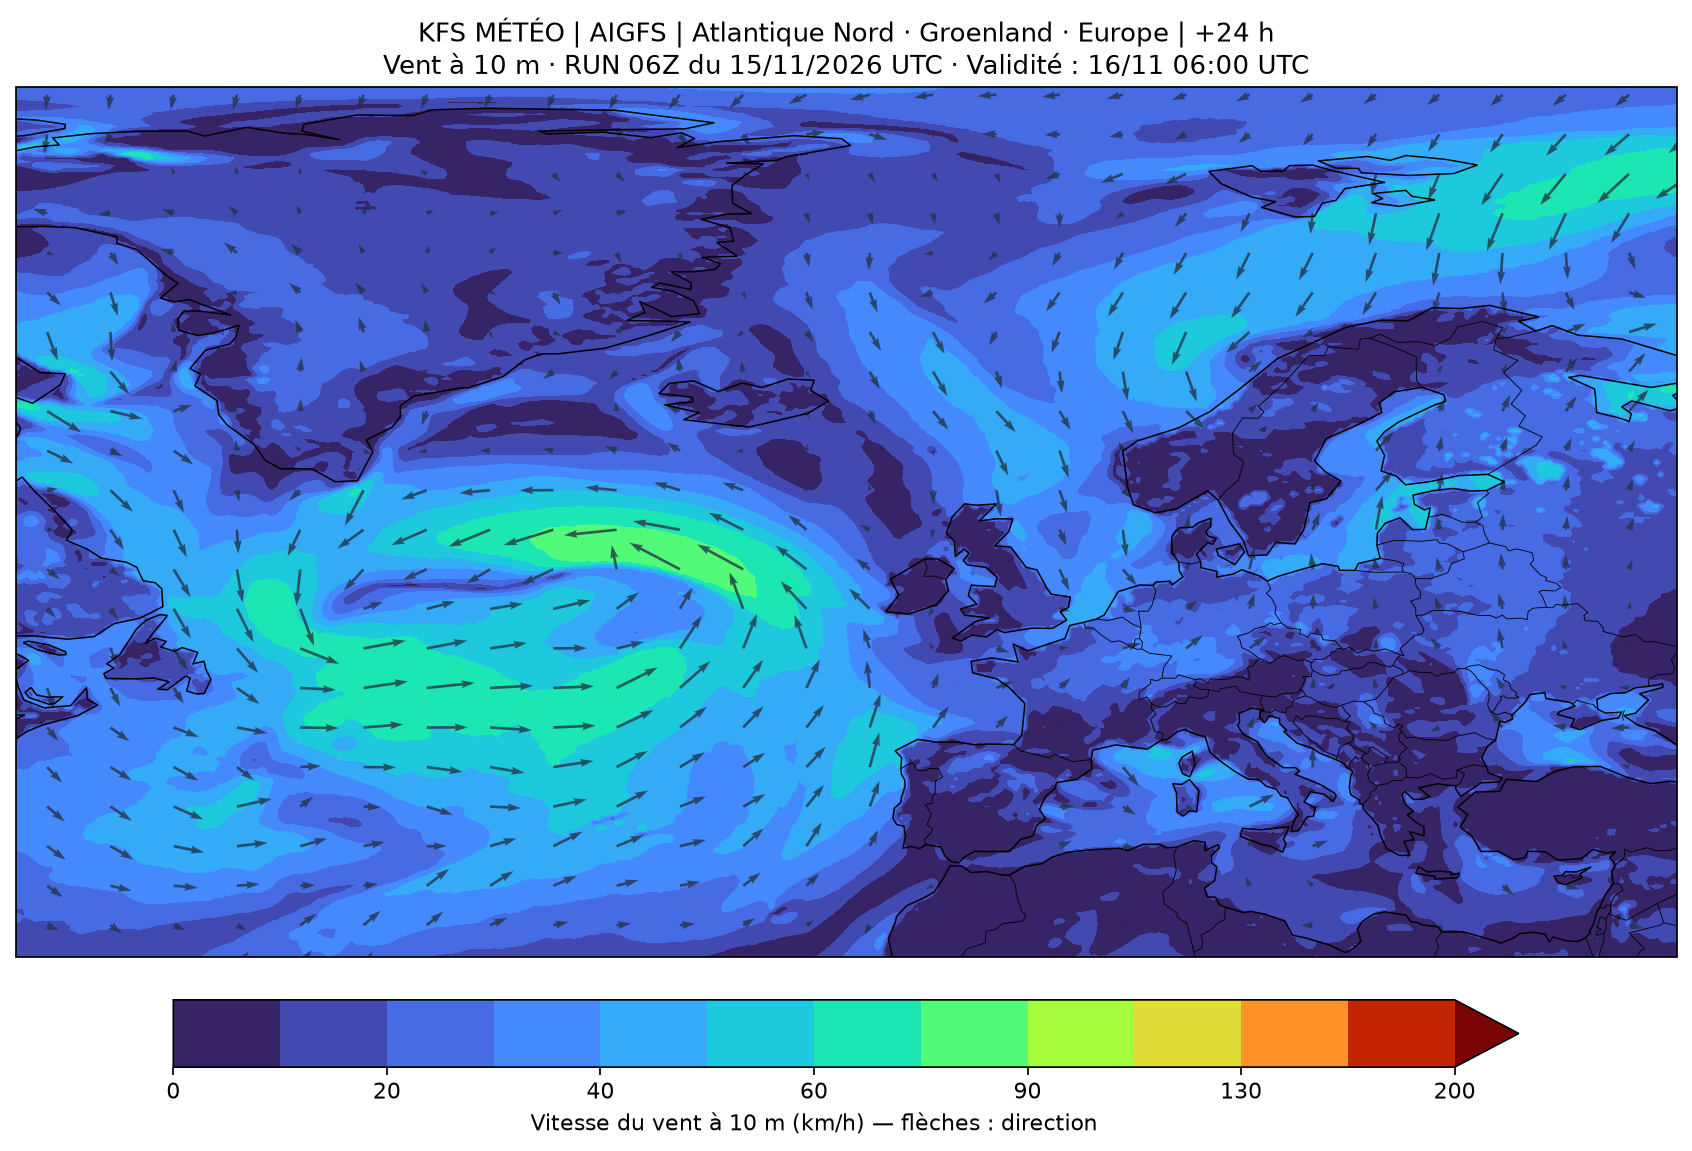 KFS MÉTÉO | AIGFS | Atlantique Nord · Groenland · Europe | +24 h
Vent à 10 m · RUN 06Z du 15/11/2026 UTC · Validité : 16/11 06:00 UTC
0 20 40 60 90 130 200
Vitesse du vent à 10 m (km/h) — flèches : direction